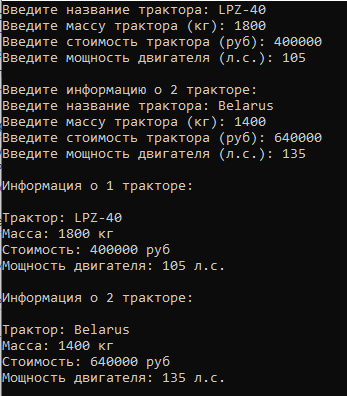 Введите название трактора: LPZ-40
Введите массу трактора (кг): 1800
Введите стоимость трактора (руб): 400000
Введите мощность двигателя (л.с.): 105
Введите информацию о 2 тракторе:
Введите название трактора: Belarus
Введите массу трактора (кг): 1400
Введите стоимость трактора (руб): 640000
Введите мощность двигателя (л.с.): 135
Информация о 1 тракторе:
Трактор: LPZ-40
Масса: 1800 кг
Стоимость: 400000 руб
Мощность двигателя: 105 л.с.
Информация о 2 тракторе:
Трактор: Belarus
Масса: 1400 кг
Стоимость: 640000 руб
Мощность двигателя: 135 л.с.